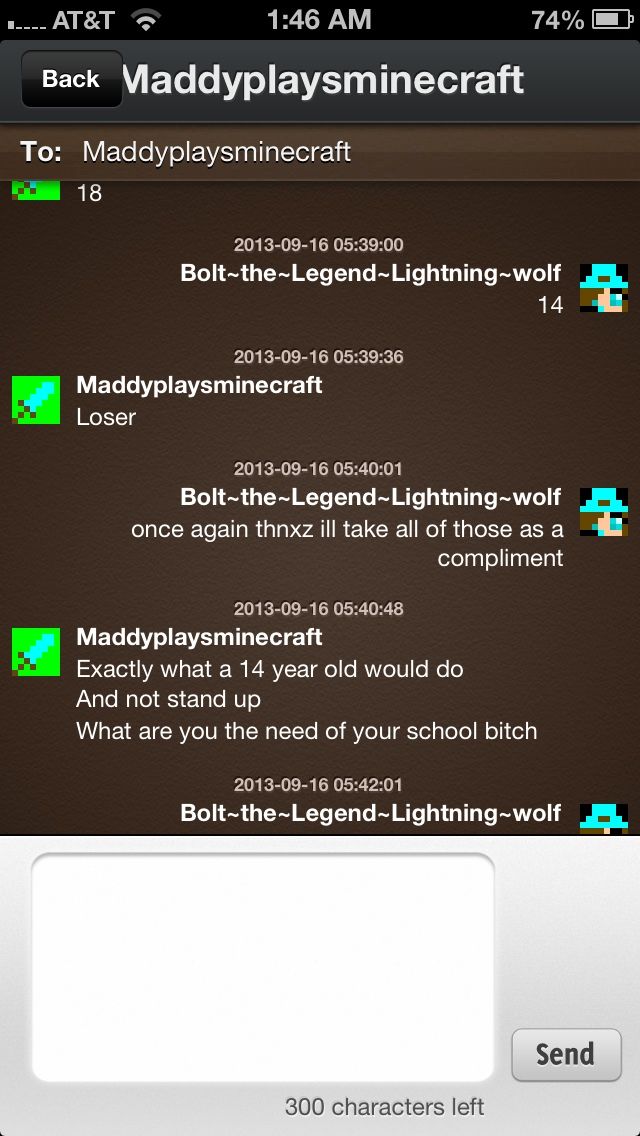 AT&T 1:46 AM 74%
Back Maddyplaysminecraft
To: Maddyplaysminecraft
18
2013-09-16 05:39:00
Bolt~the~Legend~Lightning~wolf
14
2013-09-16 05:39:36
Maddyplaysminecraft
Loser
2013-09-16 05:40:01
Bolt~the~Legend~Lightning~wolf
once again thnxz ill take all of those as a
compliment
2013-09-16 05:40:48
Maddyplaysminecraft
Exactly what a 14 year old would do
And not stand up
What are you the need of your school bitch
2013-09-16 05:42:01
Bolt~the~Legend~Lightning~wolf
Send
300 characters left